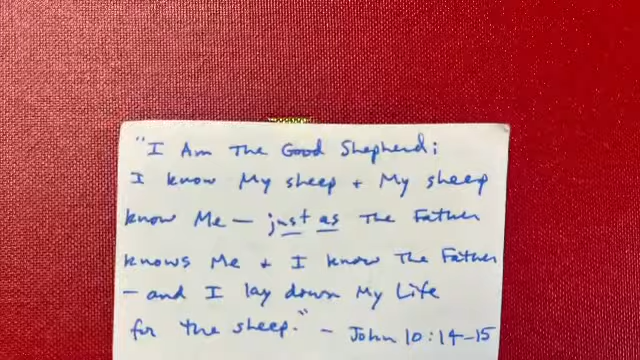 "I Am The Good Shepherd;
I know My sheep + My sheep
know Me — just as The Father
knows Me + I know The Father
— and I lay down My Life
for the sheep." — John 10:14-15